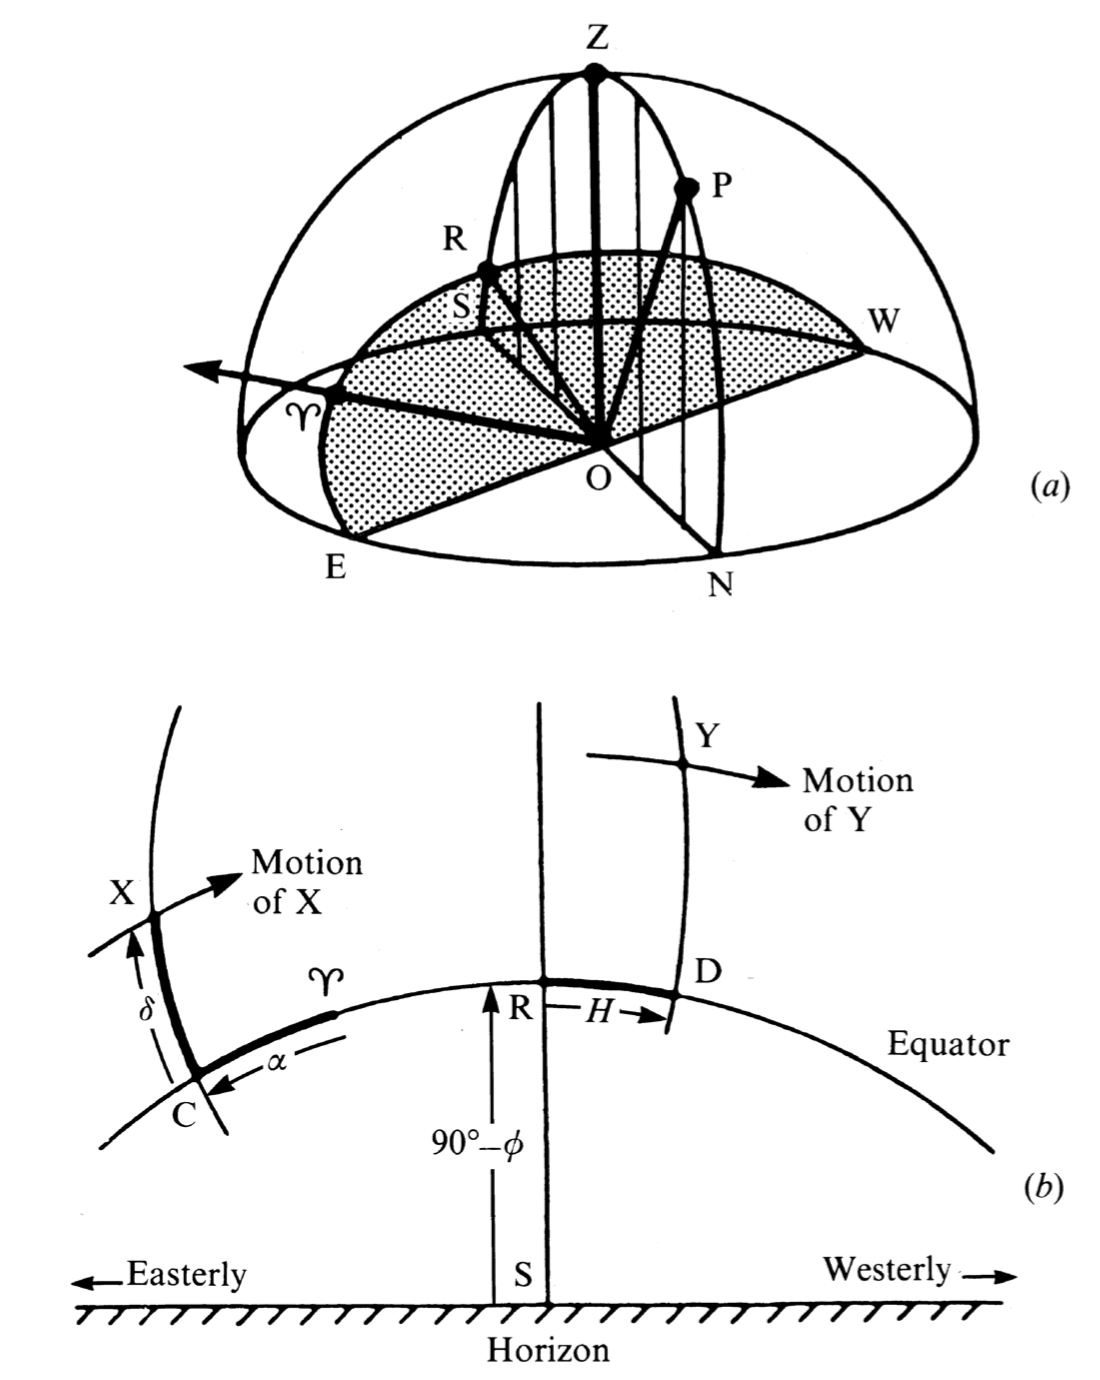 Z
P
R
S
W
♈
O
(a)
E
N
Y
Motion
of Y
Motion
of X
X
♈
δ
D
R
H
α
Equator
C
90°–ϕ
(b)
Easterly
S
Westerly
Horizon